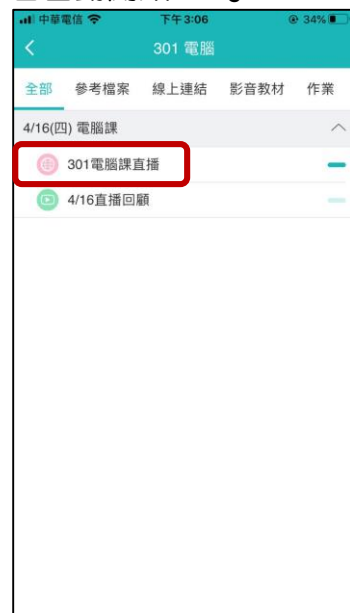 中華電信 下午3:06 34%
301 電腦
全部 參考檔案 線上連結 影音教材 作業
4/16(四) 電腦課
301電腦課直播
4/16直播回顧